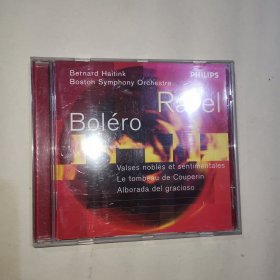 Bernard Haitink
Boston Symphony Orchestra
PHILIPS
Ravel
Boléro
Valses nobles et sentimentales
Le tombeau de Couperin
Alborada del gracioso